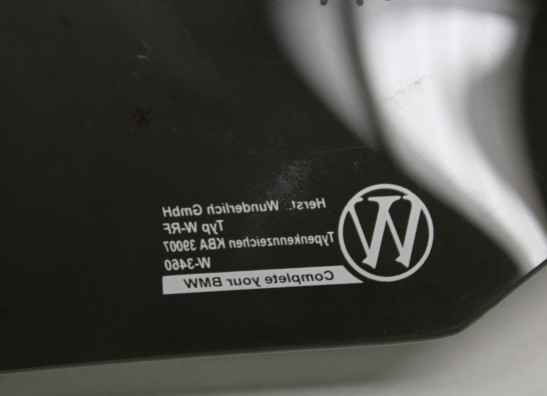 Herst. Wunderlich GmbH
Typ W-RF
Typenkennzeichen KBA 39007
W-3460
Complete your BMW
W